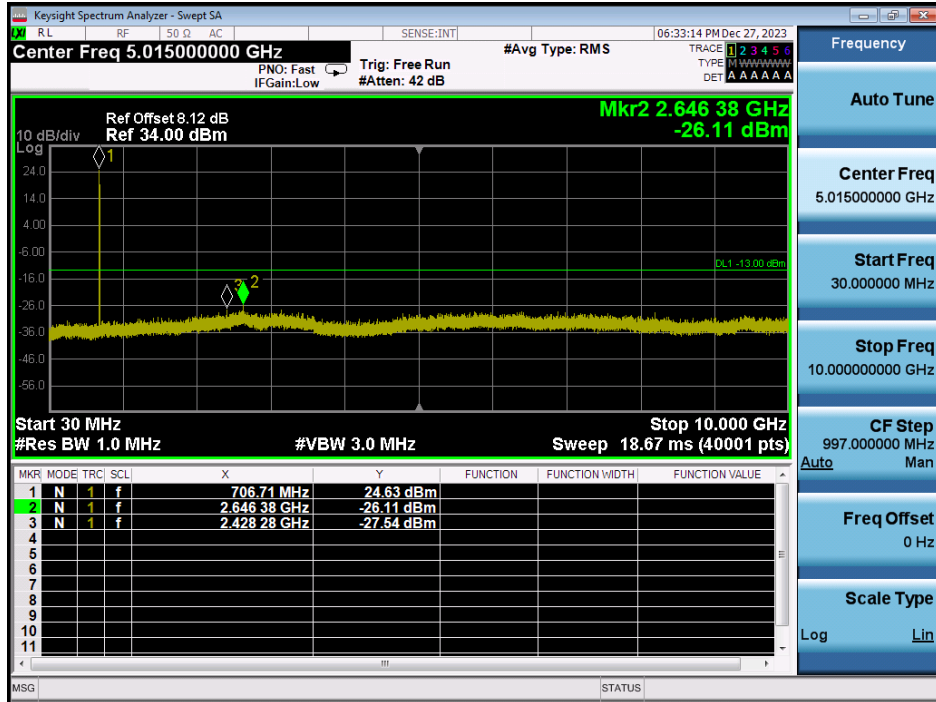 Keysight Spectrum Analyzer - Swept SA
LXI RL RF 50 Ω AC SENSE:INT 06:33:14 PM Dec 27, 2023
Center Freq 5.015000000 GHz #Avg Type: RMS TRACE 1 2 3 4 5 6
PNO: Fast Trig: Free Run TYPE M WWWWW
IFGain:Low #Atten: 42 dB DET A A A A A A
Mkr2 2.646 38 GHz
Ref Offset 8.12 dB
10 dB/div Ref 34.00 dBm -26.11 dBm
Log
1
24.0
14.0
4.00
-6.00
DL1 -13.00 dBm
-16.0
3 2
-26.0
-36.0
-46.0
-56.0
Start 30 MHz Stop 10.000 GHz
#Res BW 1.0 MHz #VBW 3.0 MHz Sweep 18.67 ms (40001 pts)
MKR MODE TRC SCL X Y FUNCTION FUNCTION WIDTH FUNCTION VALUE
1 N 1 f 706.71 MHz 24.63 dBm
2 N 1 f 2.646 38 GHz -26.11 dBm
3 N 1 f 2.428 28 GHz -27.54 dBm
4
5
6
7
8
9
10
11
MSG STATUS
Frequency
Auto Tune
Center Freq
5.015000000 GHz
Start Freq
30.000000 MHz
Stop Freq
10.000000000 GHz
CF Step
997.000000 MHz
Auto Man
Freq Offset
0 Hz
Scale Type
Log Lin